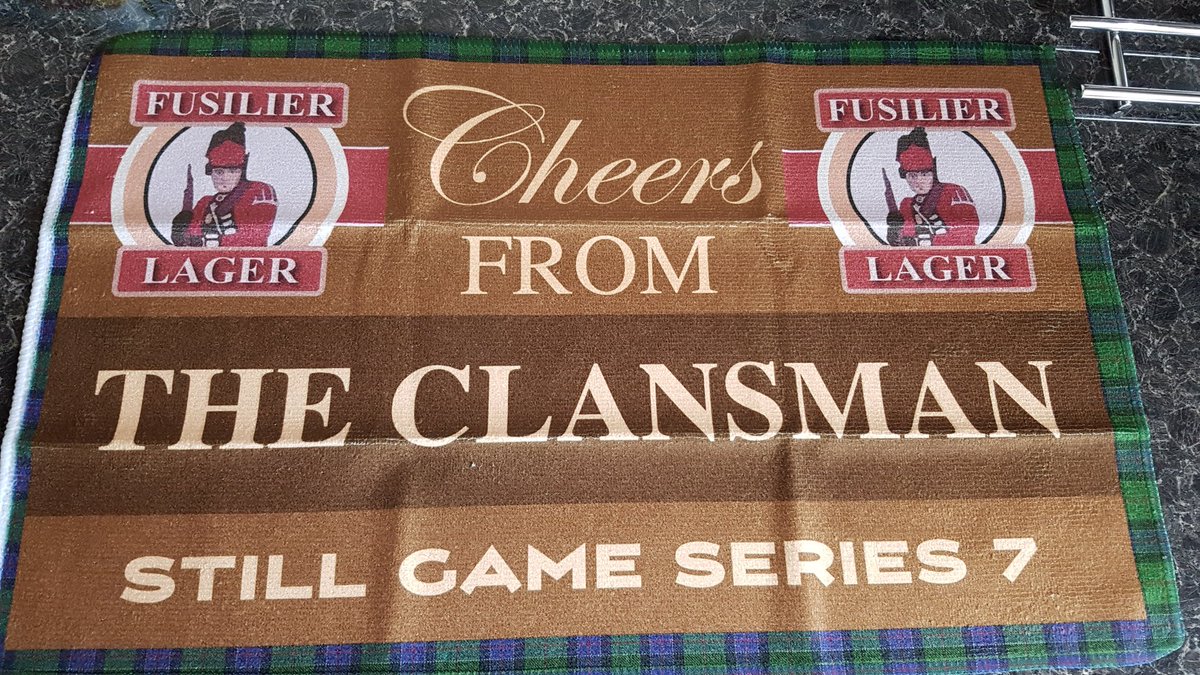 FUSILIER
LAGER
Cheers
FROM
FUSILIER
LAGER
THE CLANSMAN
STILL GAME SERIES 7